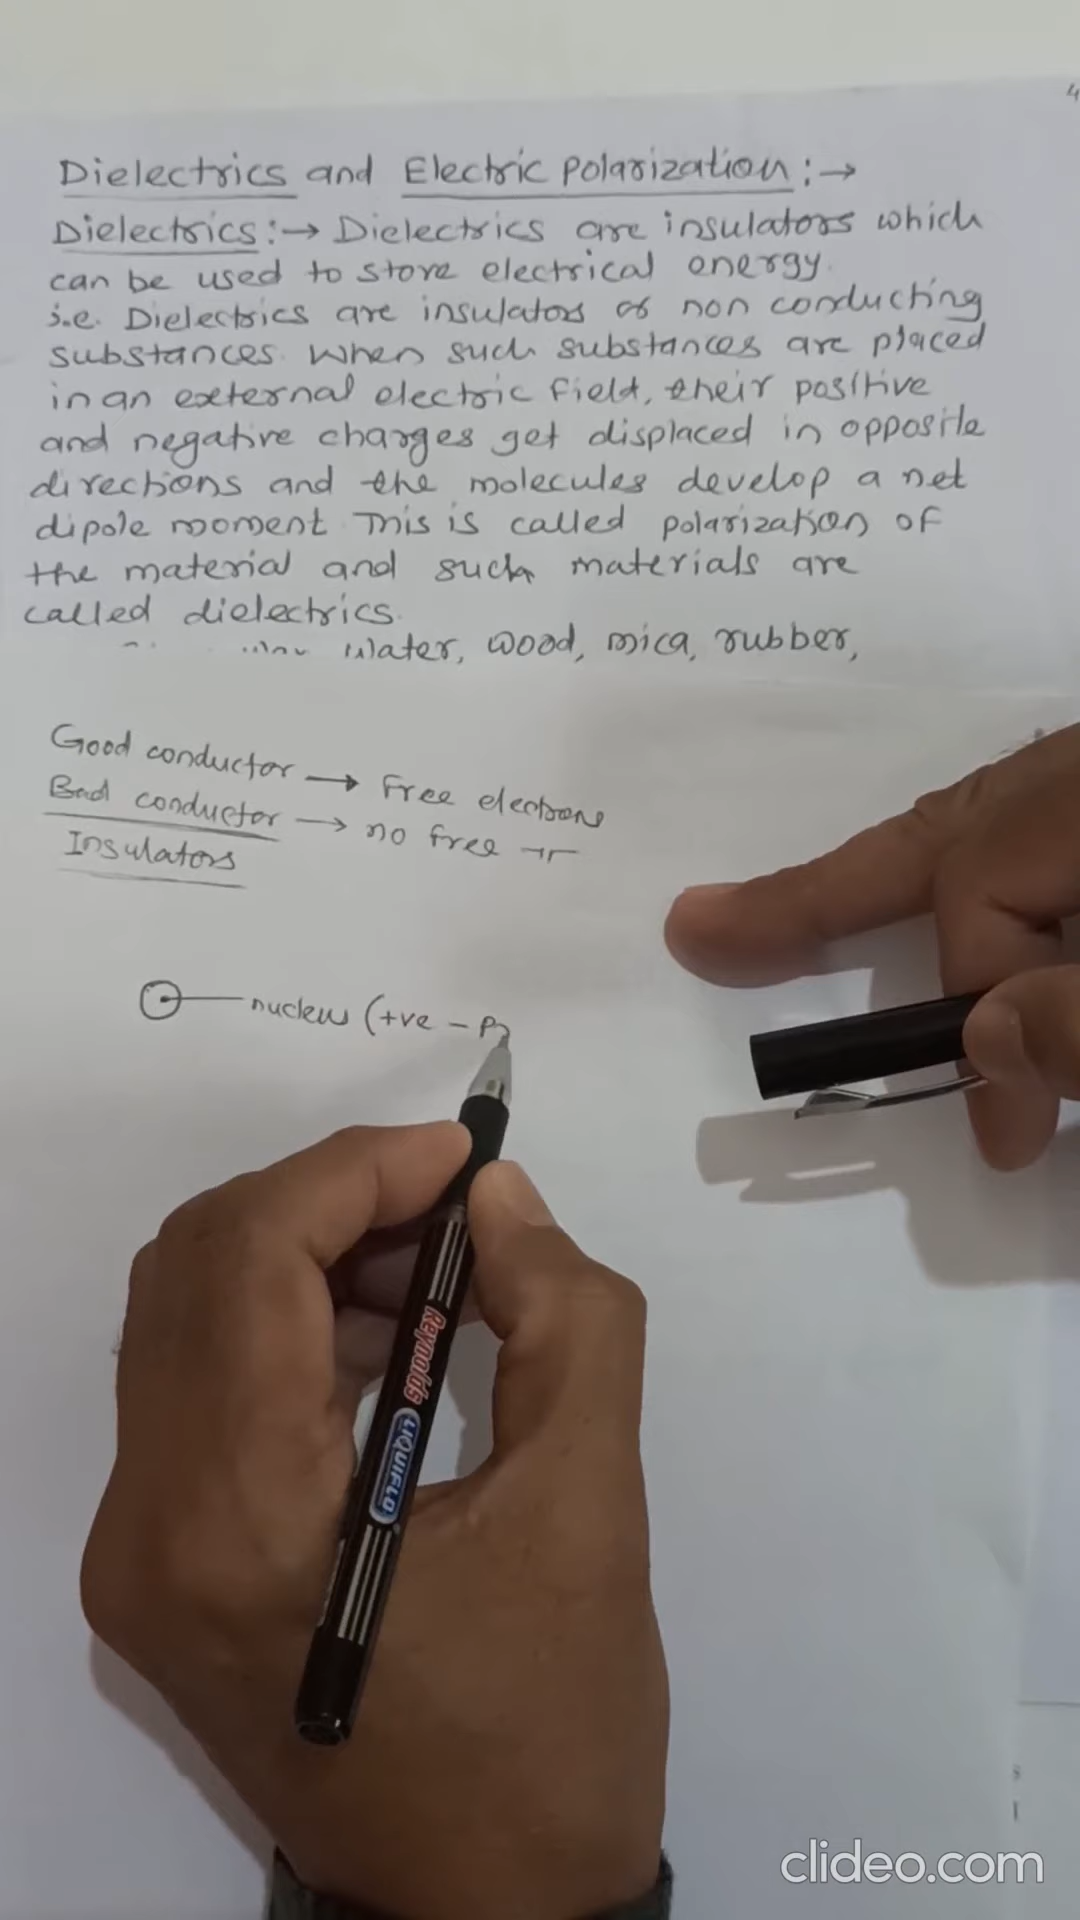 4
Dielectrics and Electric Polarization :→
Dielectrics :→ Dielectrics are insulators which
can be used to store electrical energy.
i.e. Dielectrics are insulators or non conducting
substances. When such substances are placed
in an external electric field, their positive
and negative charges get displaced in opposite
directions and the molecules develop a net
dipole moment. This is called polarization of
the material and such materials are
called dielectrics.
water, wood, mica, rubber,
Good conductor → Free electrons
Bad conductor → no free
Insulators
nucleus (+ve - P
Reynolds
LIQUIFLO
clideo.com